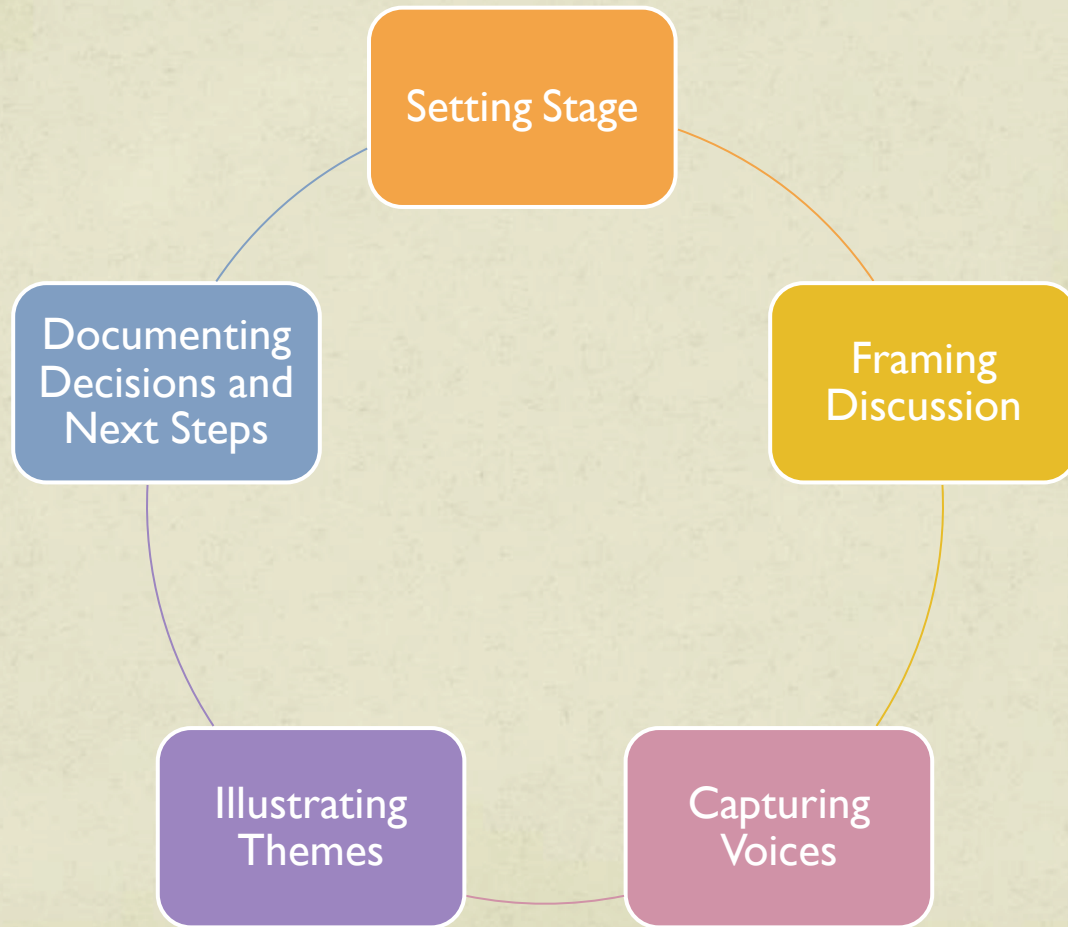 Setting Stage
Framing
Discussion
Capturing
Voices
Illustrating
Themes
Documenting
Decisions and
Next Steps